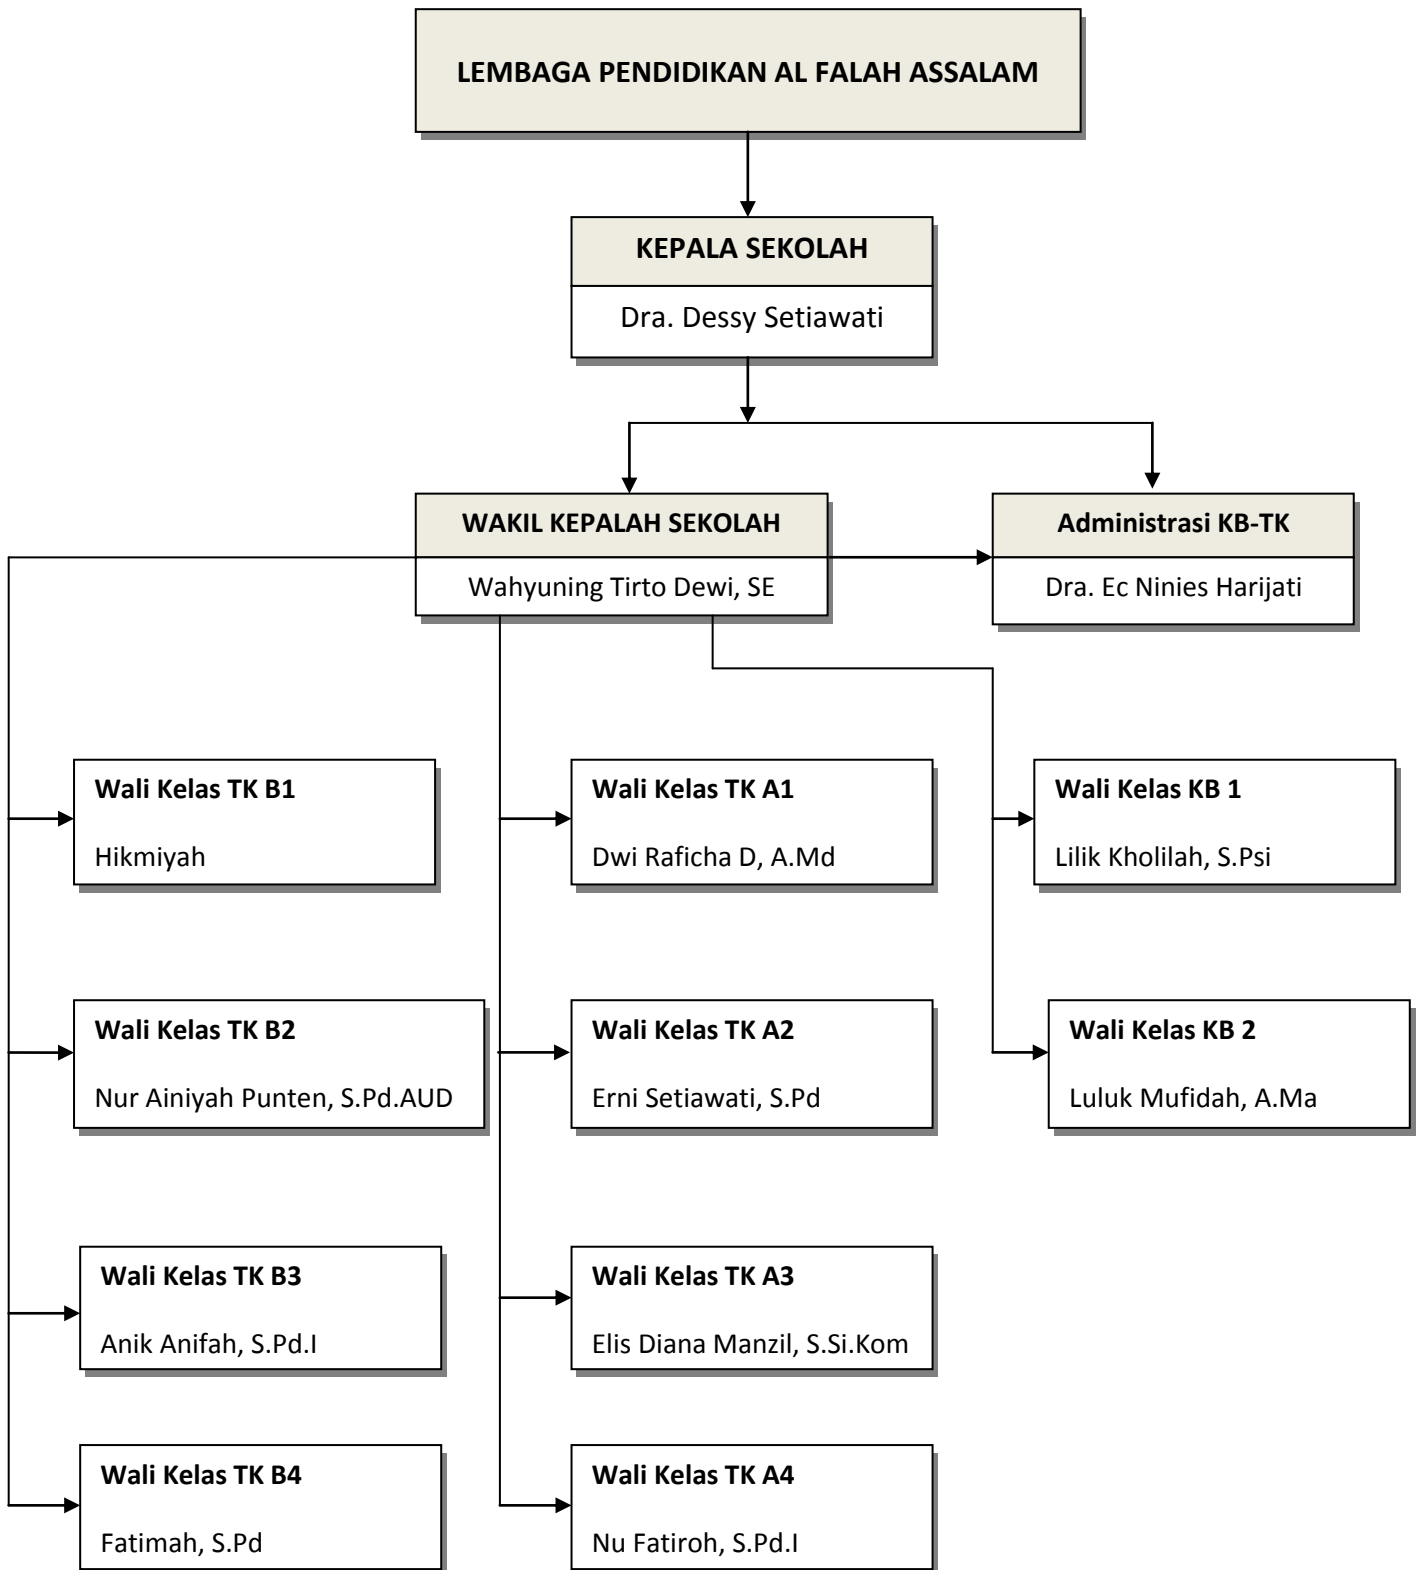 LEMBAGA PENDIDIKAN AL FALAH ASSALAM
KEPALA SEKOLAH
Dra. Dessy Setiawati
WAKIL KEPALAH SEKOLAH
Wahyuning Tirto Dewi, SE
Administrasi KB-TK
Dra. Ec Ninies Harijati
Wali Kelas TK B1
Hikmiyah
Wali Kelas TK A1
Dwi Raficha D, A.Md
Wali Kelas KB 1
Lilik Kholilah, S.Psi
Wali Kelas TK B2
Nur Ainiyah Punten, S.Pd.AUD
Wali Kelas TK A2
Erni Setiawati, S.Pd
Wali Kelas KB 2
Luluk Mufidah, A.Ma
Wali Kelas TK B3
Anik Anifah, S.Pd.I
Wali Kelas TK A3
Elis Diana Manzil, S.Si.Kom
Wali Kelas TK B4
Fatimah, S.Pd
Wali Kelas TK A4
Nu Fatiroh, S.Pd.I